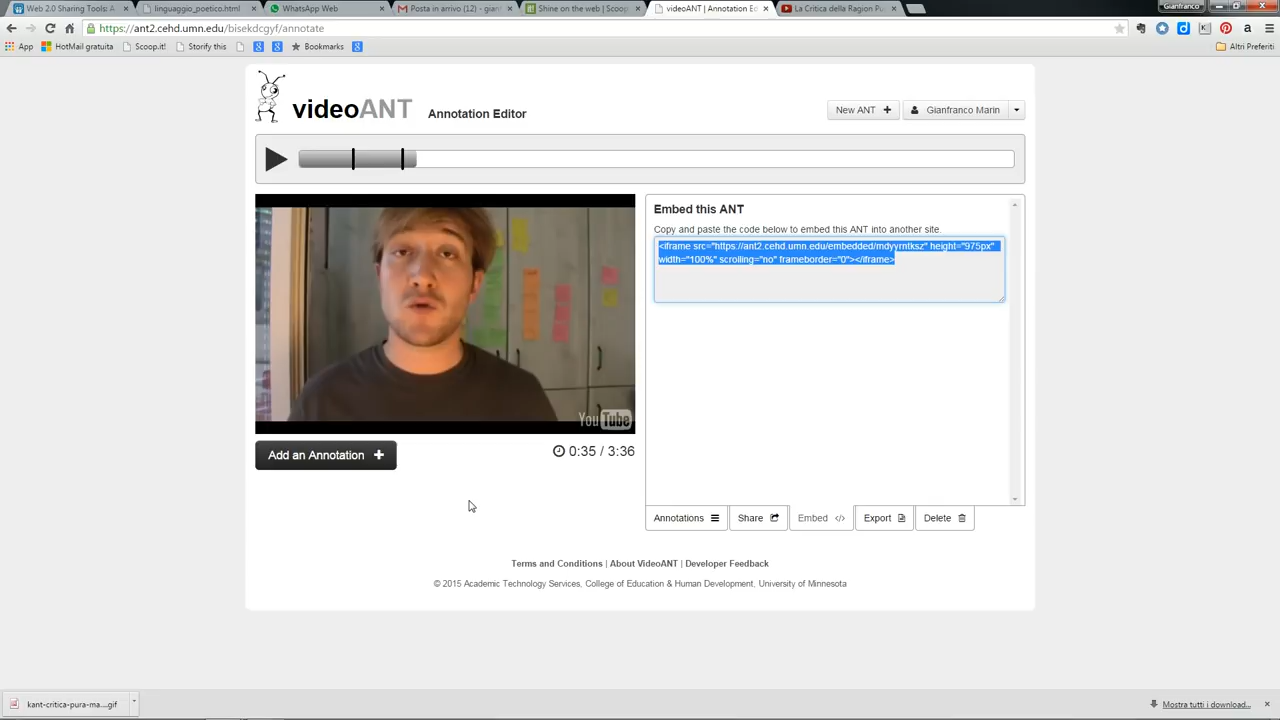 Web 2.0 Sharing Tools: A
linguaggio_poetico.html
WhatsApp Web
Posta in arrivo (12) - gianf
Shine on the web | Scoop
videoANT | Annotation Ed
La Critica della Ragion Pu
Gianfranco
https://ant2.cehd.umn.edu/bisekdcgyf/annotate
App
HotMail gratuita
Scoop.it!
Storify this
Bookmarks
Altri Preferiti
videoANT Annotation Editor
New ANT
Gianfranco Marin
Embed this ANT
Copy and paste the code below to embed this ANT into another site.
<iframe src="https://ant2.cehd.umn.edu/embedded/mdyyrntksz" height="975px"
width="100%" scrolling="no" frameborder="0"></iframe>
YouTube
Add an Annotation +
0:35 / 3:36
Annotations
Share
Embed </>
Export
Delete
Terms and Conditions | About VideoANT | Developer Feedback
© 2015 Academic Technology Services, College of Education & Human Development, University of Minnesota
kant-critica-pura-ma....gif
Mostra tutti i download...